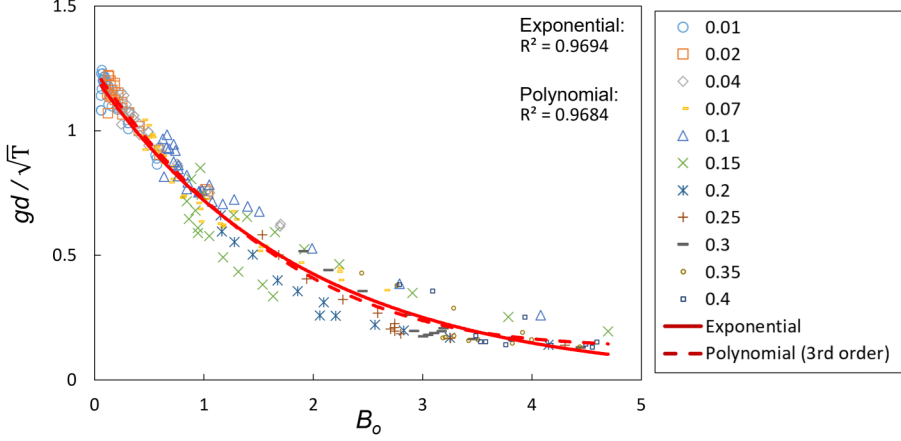 1.5
1
0.5
0
gd / √T
0
1
2
3
4
5
B₀
Exponential:
R² = 0.9694
Polynomial:
R² = 0.9684
0.01
0.02
0.04
0.07
0.1
0.15
0.2
0.25
0.3
0.35
0.4
Exponential
Polynomial (3rd order)